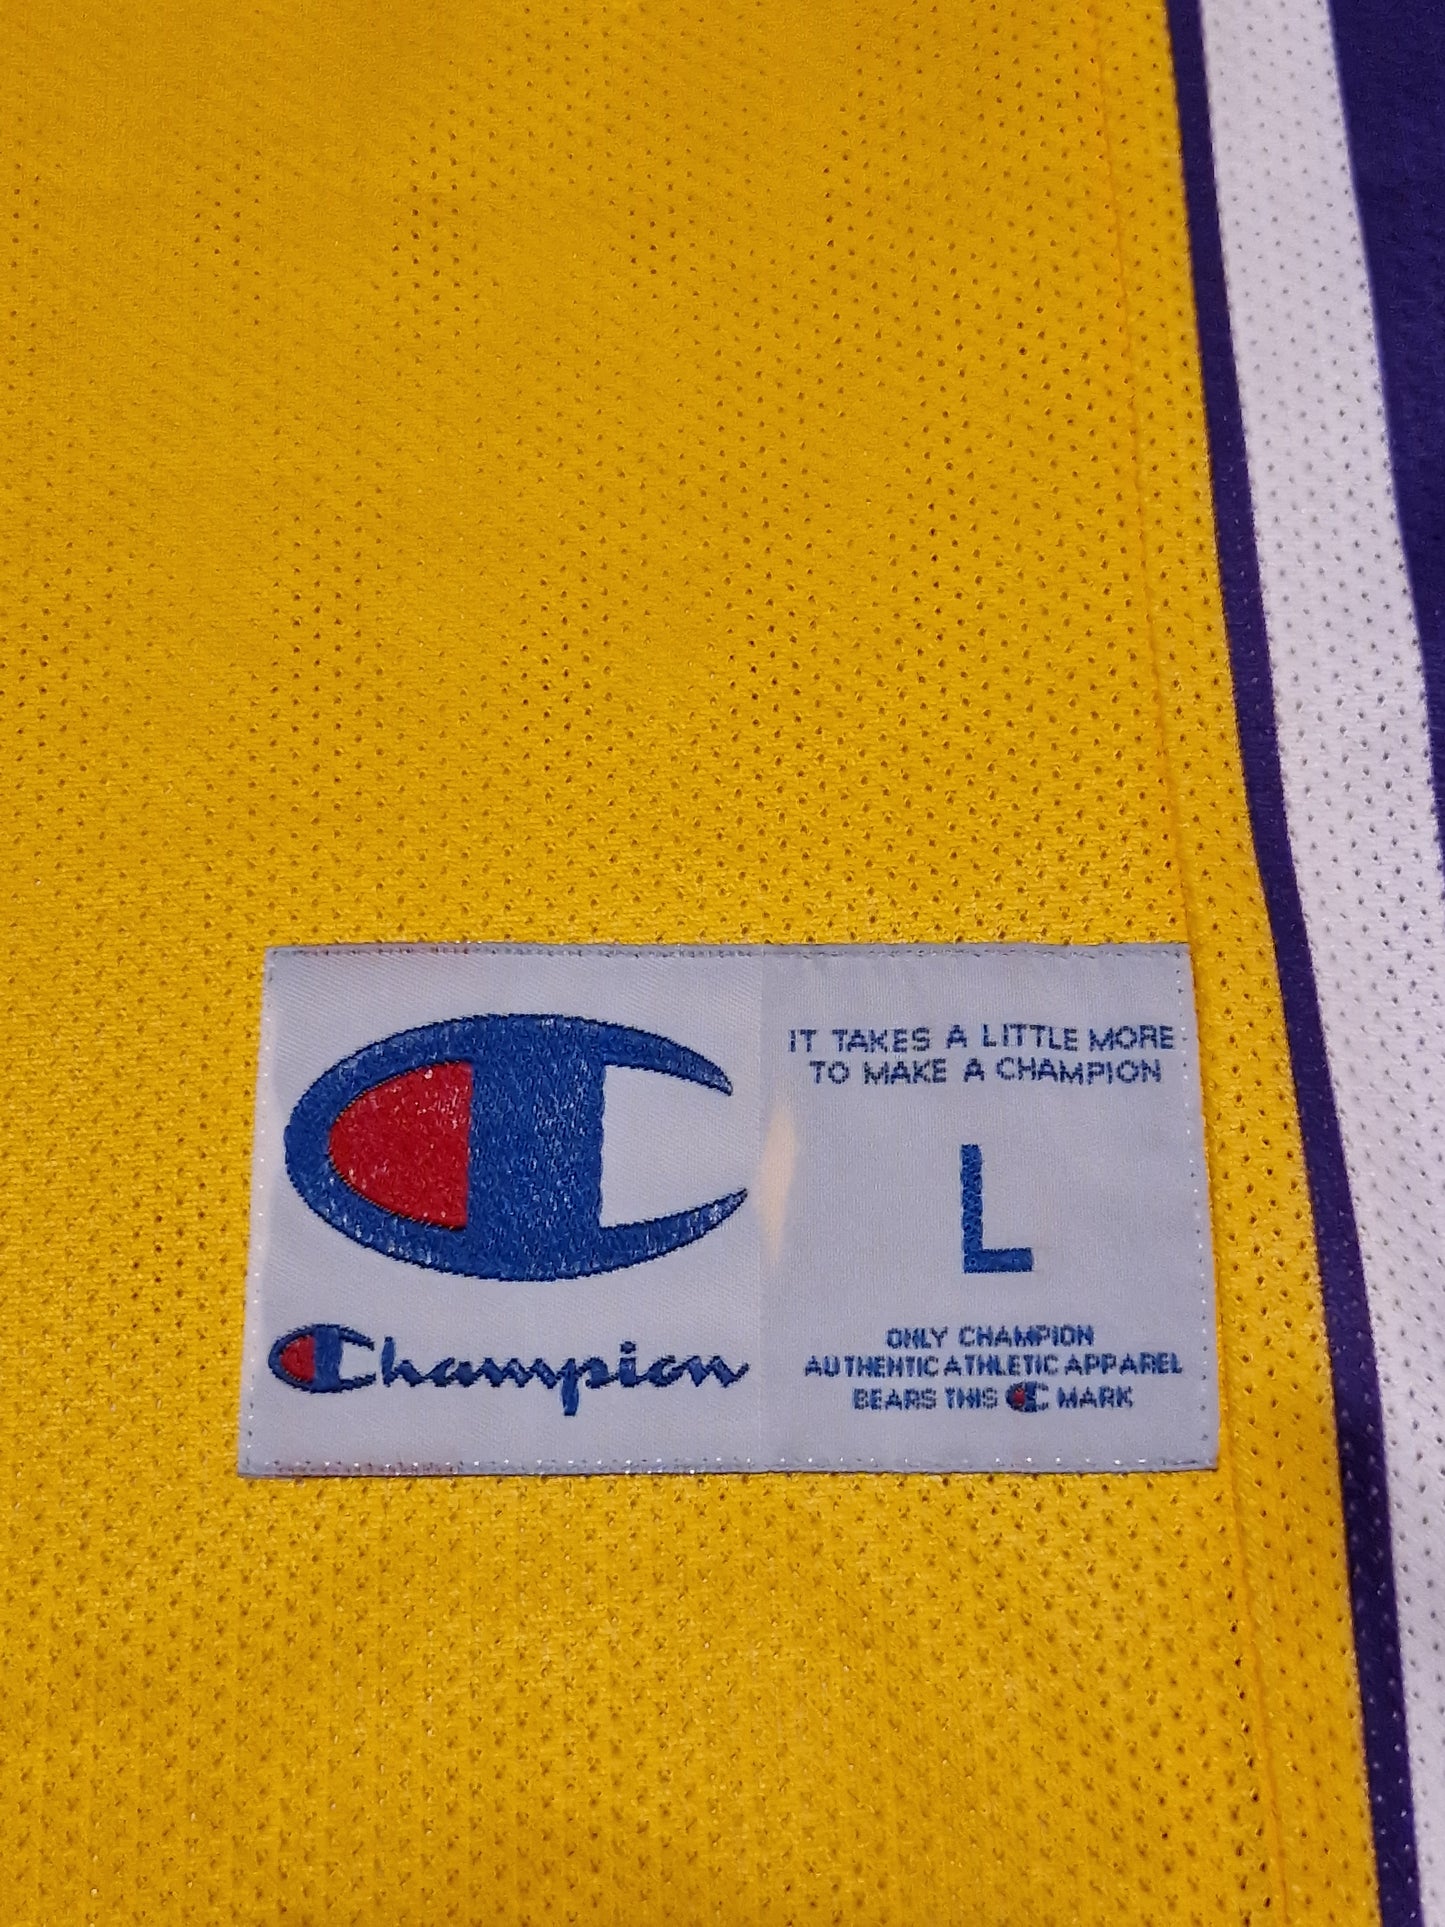 Champion
IT TAKES A LITTLE MORE
TO MAKE A CHAMPION
L
ONLY CHAMPION
AUTHENTIC ATHLETIC APPAREL
BEARS THIS C MARK